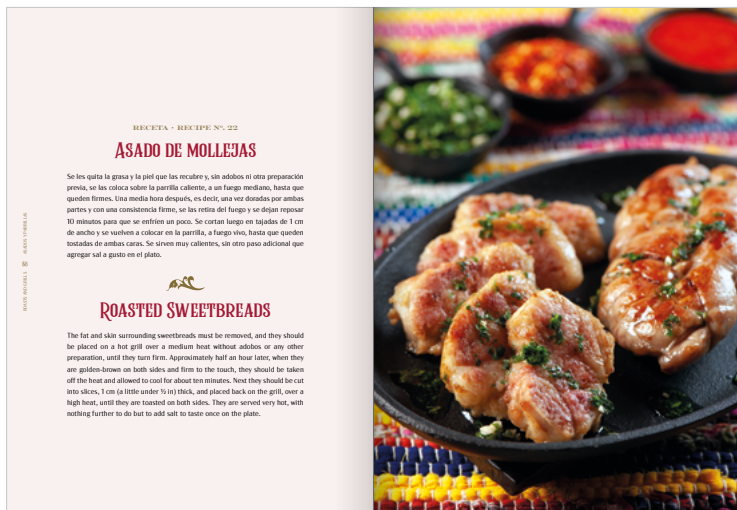 RECETA - RECIPE Nº. 22
ASADO DE MOLLEJAS
Se les quita la grasa y la piel que las recubre y, sin adobos ni otra preparación
previa, se las coloca sobre la parrilla caliente, a un fuego mediano, hasta que
queden firmes. Una media hora después, es decir, una vez doradas por ambas
partes y con una consistencia firme, se las retira del fuego y se dejan reposar
10 minutos para que se enfríen un poco. Se cortan luego en tajadas de 1 cm
de ancho y se vuelven a colocar en la parrilla, a fuego vivo, hasta que queden
tostadas de ambas caras. Se sirven muy calientes, sin otro paso adicional que
agregar sal a gusto en el plato.
ROASTED SWEETBREADS
The fat and skin surrounding sweetbreads must be removed, and they should
be placed on a hot grill over a medium heat without adobos or any other
preparation, until they turn firm. Approximately half an hour later, when they
are golden-brown on both sides and firm to the touch, they should be taken
off the heat and allowed to cool for about ten minutes. Nest they should be cut
into slices, 1 cm (a little under ½ in) thick, and placed back on the grill, over a
high heat, until they are toasted on both sides. They are served very hot, with
nothing further to do but to add salt to taste once on the plate.